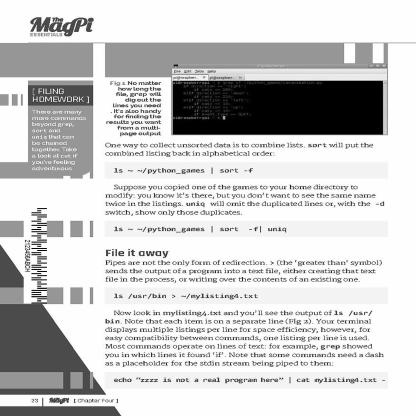 The MagPi
ESSENTIALS
[ FILING
HOMEWORK ]
There are many
more commands
beyond grep,
sort and
uniq that can
be chained
together. Take
a look at cut if
you're feeling
adventurous
Fig 1 No matter
how long the
file, grep will
dig out the
lines you need
. It's also handy
for finding the
results you want
from a multi-
page output
File Edit Tabs Help
One way to collect unsorted data is to combine lists. sort will put the
combined listing back in alphabetical order:
ls ~ ~/python_games | sort -f
Suppose you copied one of the games to your home directory to
modify: you know it's there, but you don't want to see the same name
twice in the listings. uniq will omit the duplicated lines or, with the -d
switch, show only those duplicates.
ls ~ ~/python_games | sort -f| uniq
File it away
Pipes are not the only form of redirection. > (the 'greater than' symbol)
sends the output of a program into a text file, either creating that text
file in the process, or writing over the contents of an existing one.
ls /usr/bin > ~/mylisting4.txt
Now look in mylisting4.txt and you'll see the output of ls /usr/
bin. Note that each item is on a separate line (Fig 2). Your terminal
displays multiple listings per line for space efficiency; however, for
easy compatibility between commands, one listing per line is used.
Most commands operate on lines of text: for example, grep showed
you in which lines it found 'if'. Note that some commands need a dash
as a placeholder for the stdin stream being piped to them:
echo "zzzz is not a real program here" | cat mylisting4.txt -
23 | MagPi [ Chapter Four ]